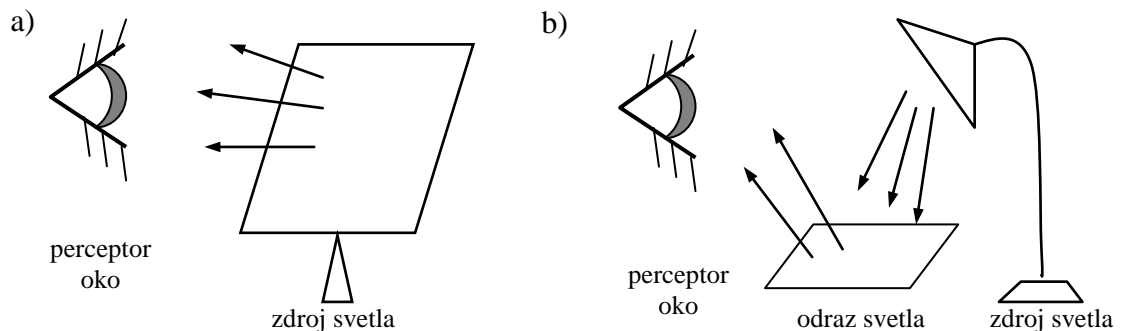 a)
perceptor
oko
zdroj svetla
b)
perceptor
oko
odraz svetla
zdroj svetla